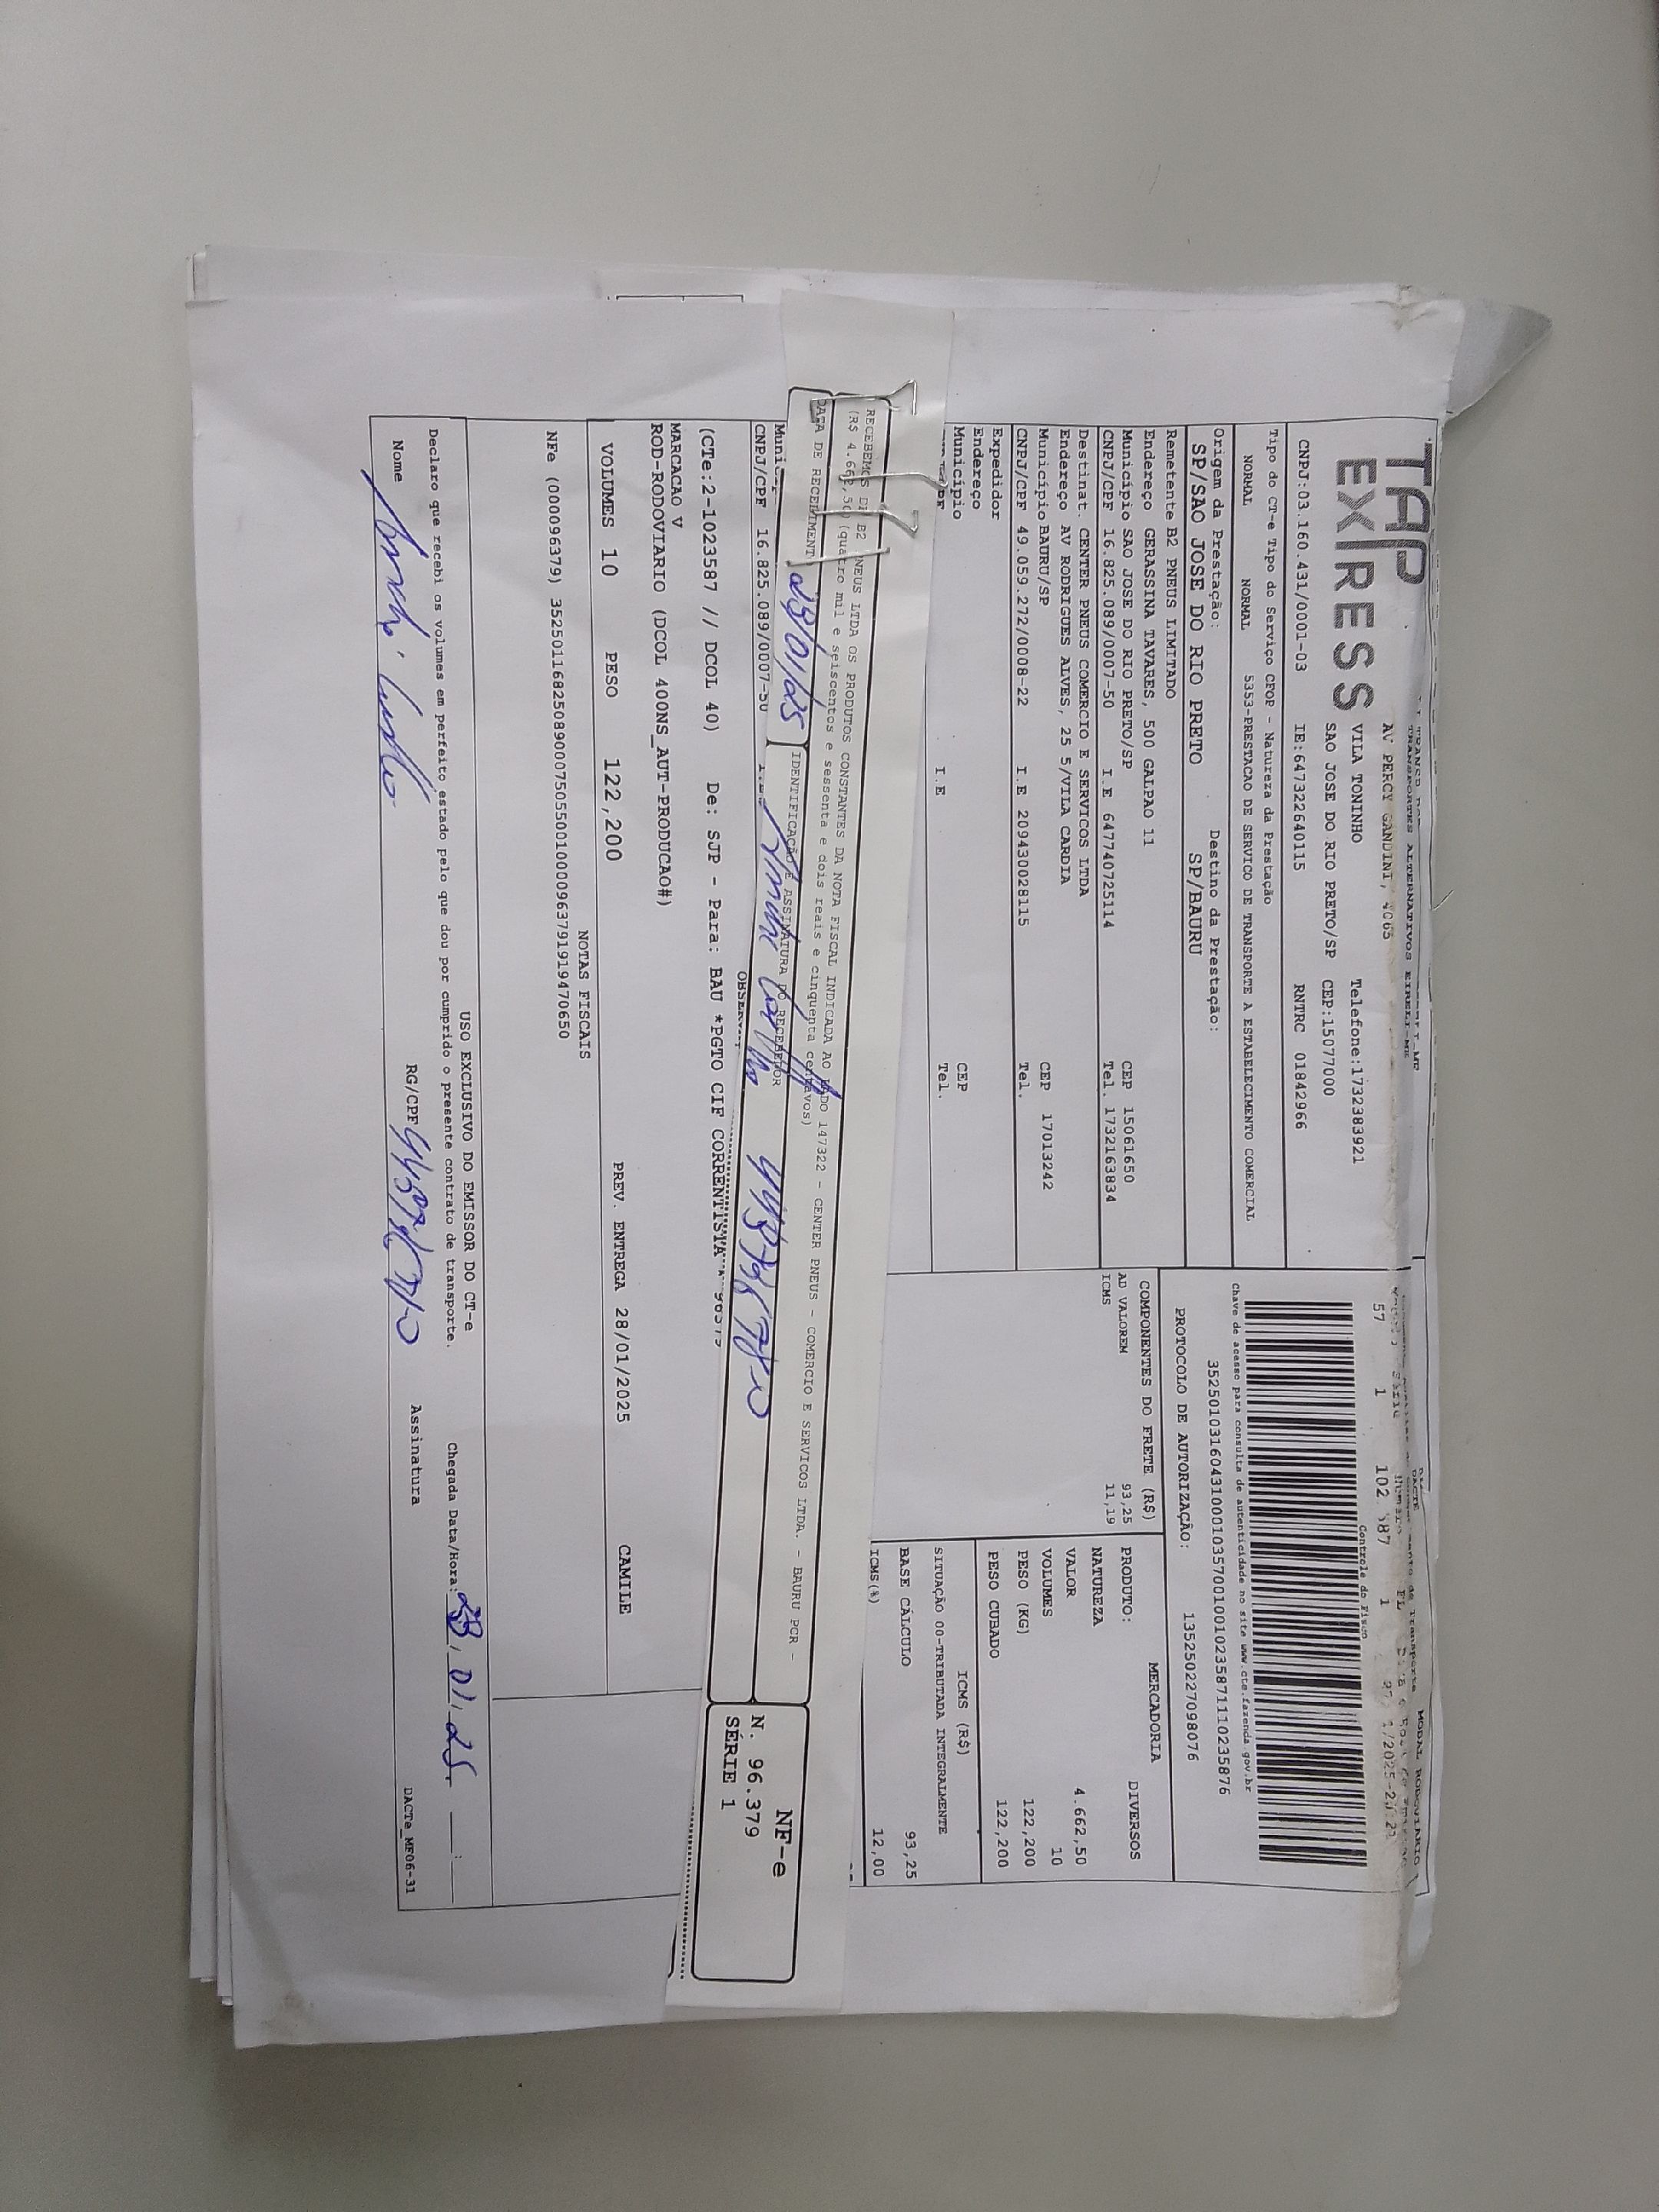 TAP
EXPRESS
TRANSPORTES ALTERNATIVOS EIRELI-ME
AV PERCY GANDINI, 4065
VILA TONINHO Telefone:1732383921
SAO JOSE DO RIO PRETO/SP CEP:15077000
CNPJ:03.160.431/0001-03 IE:647322640115 RNTRC 01842966
Tipo do CT-e Tipo do Serviço CFOP - Natureza da Prestação
NORMAL NORMAL 5353-PRESTACAO DE SERVICO DE TRANSPORTE A ESTABELECIMENTO COMERCIAL
Origem da Prestação: Destino da Prestação:
SP/SAO JOSE DO RIO PRETO SP/BAURU
Remetente B2 PNEUS LIMITADO
Endereço GERASSINA TAVARES, 500 GALPAO 11
Município SAO JOSE DO RIO PRETO/SP CEP 15061650
CNPJ/CPF 16.825.089/0007-50 I.E 647740725114 Tel. 1732163834
Destinat. CENTER PNEUS COMERCIO E SERVICOS LTDA
Endereço AV RODRIGUES ALVES, 25 5/VILA CARDIA
Município BAURU/SP CEP 17013242
CNPJ/CPF 49.059.272/0008-22 I.E 209430028115 Tel.
Expedidor
Endereço
Município CEP
I.E Tel.
MODAL RODOVIÁRIO
57 1 102 587 1
Controle do Fisco
Chave de acesso para consulta de autenticidade no site www.cte.fazenda.gov.br
35250103160431000103570010010235871110235876
PROTOCOLO DE AUTORIZAÇÃO: 135250227098076
COMPONENTES DO FRETE (R$)
AD VALOREM 93,25
ICMS 11,19
MERCADORIA
PRODUTO: DIVERSOS
NATUREZA
VALOR 4.662,50
VOLUMES 10
PESO (KG) 122,200
PESO CUBADO 122,200
ICMS (R$)
SITUAÇÃO 00-TRIBUTADA INTEGRALMENTE
BASE CÁLCULO 93,25
ICMS(%) 12,00
RECEBEMOS DE B2 PNEUS LTDA OS PRODUTOS CONSTANTES DA NOTA FISCAL INDICADA AO LADO 147322 - CENTER PNEUS - COMERCIO E SERVICOS LTDA. - BAURU PCR -
(R$ 4.662,50 (quatro mil e seiscentos e sessenta e dois reais e cinquenta centavos)
DATA DE RECEBIMENTO IDENTIFICAÇÃO E ASSINATURA DO RECEBEDOR
NF-e
N. 96.379
SÉRIE 1
CNPJ/CPF 16.825.089/0007-50
(CTe:2-1023587 // DCOL 40) De: SJP - Para: BAU *PGTO CIF CORRENTISTA
MARCACAO V
ROD-RODOVIARIO (DCOL 400NS_AUT-PRODUCAO#)
VOLUMES 10 PESO 122,200 PREV. ENTREGA 28/01/2025 CAMILE
NOTAS FISCAIS
NFe (000096379) 35250116825089000750550010000963791919470650
USO EXCLUSIVO DO EMISSOR DO CT-e
Declaro que recebi os volumes em perfeito estado pelo que dou por cumprido o presente contrato de transporte. Chegada Data/Hora:
Nome RG/CPF Assinatura
DACTe_MF06-31